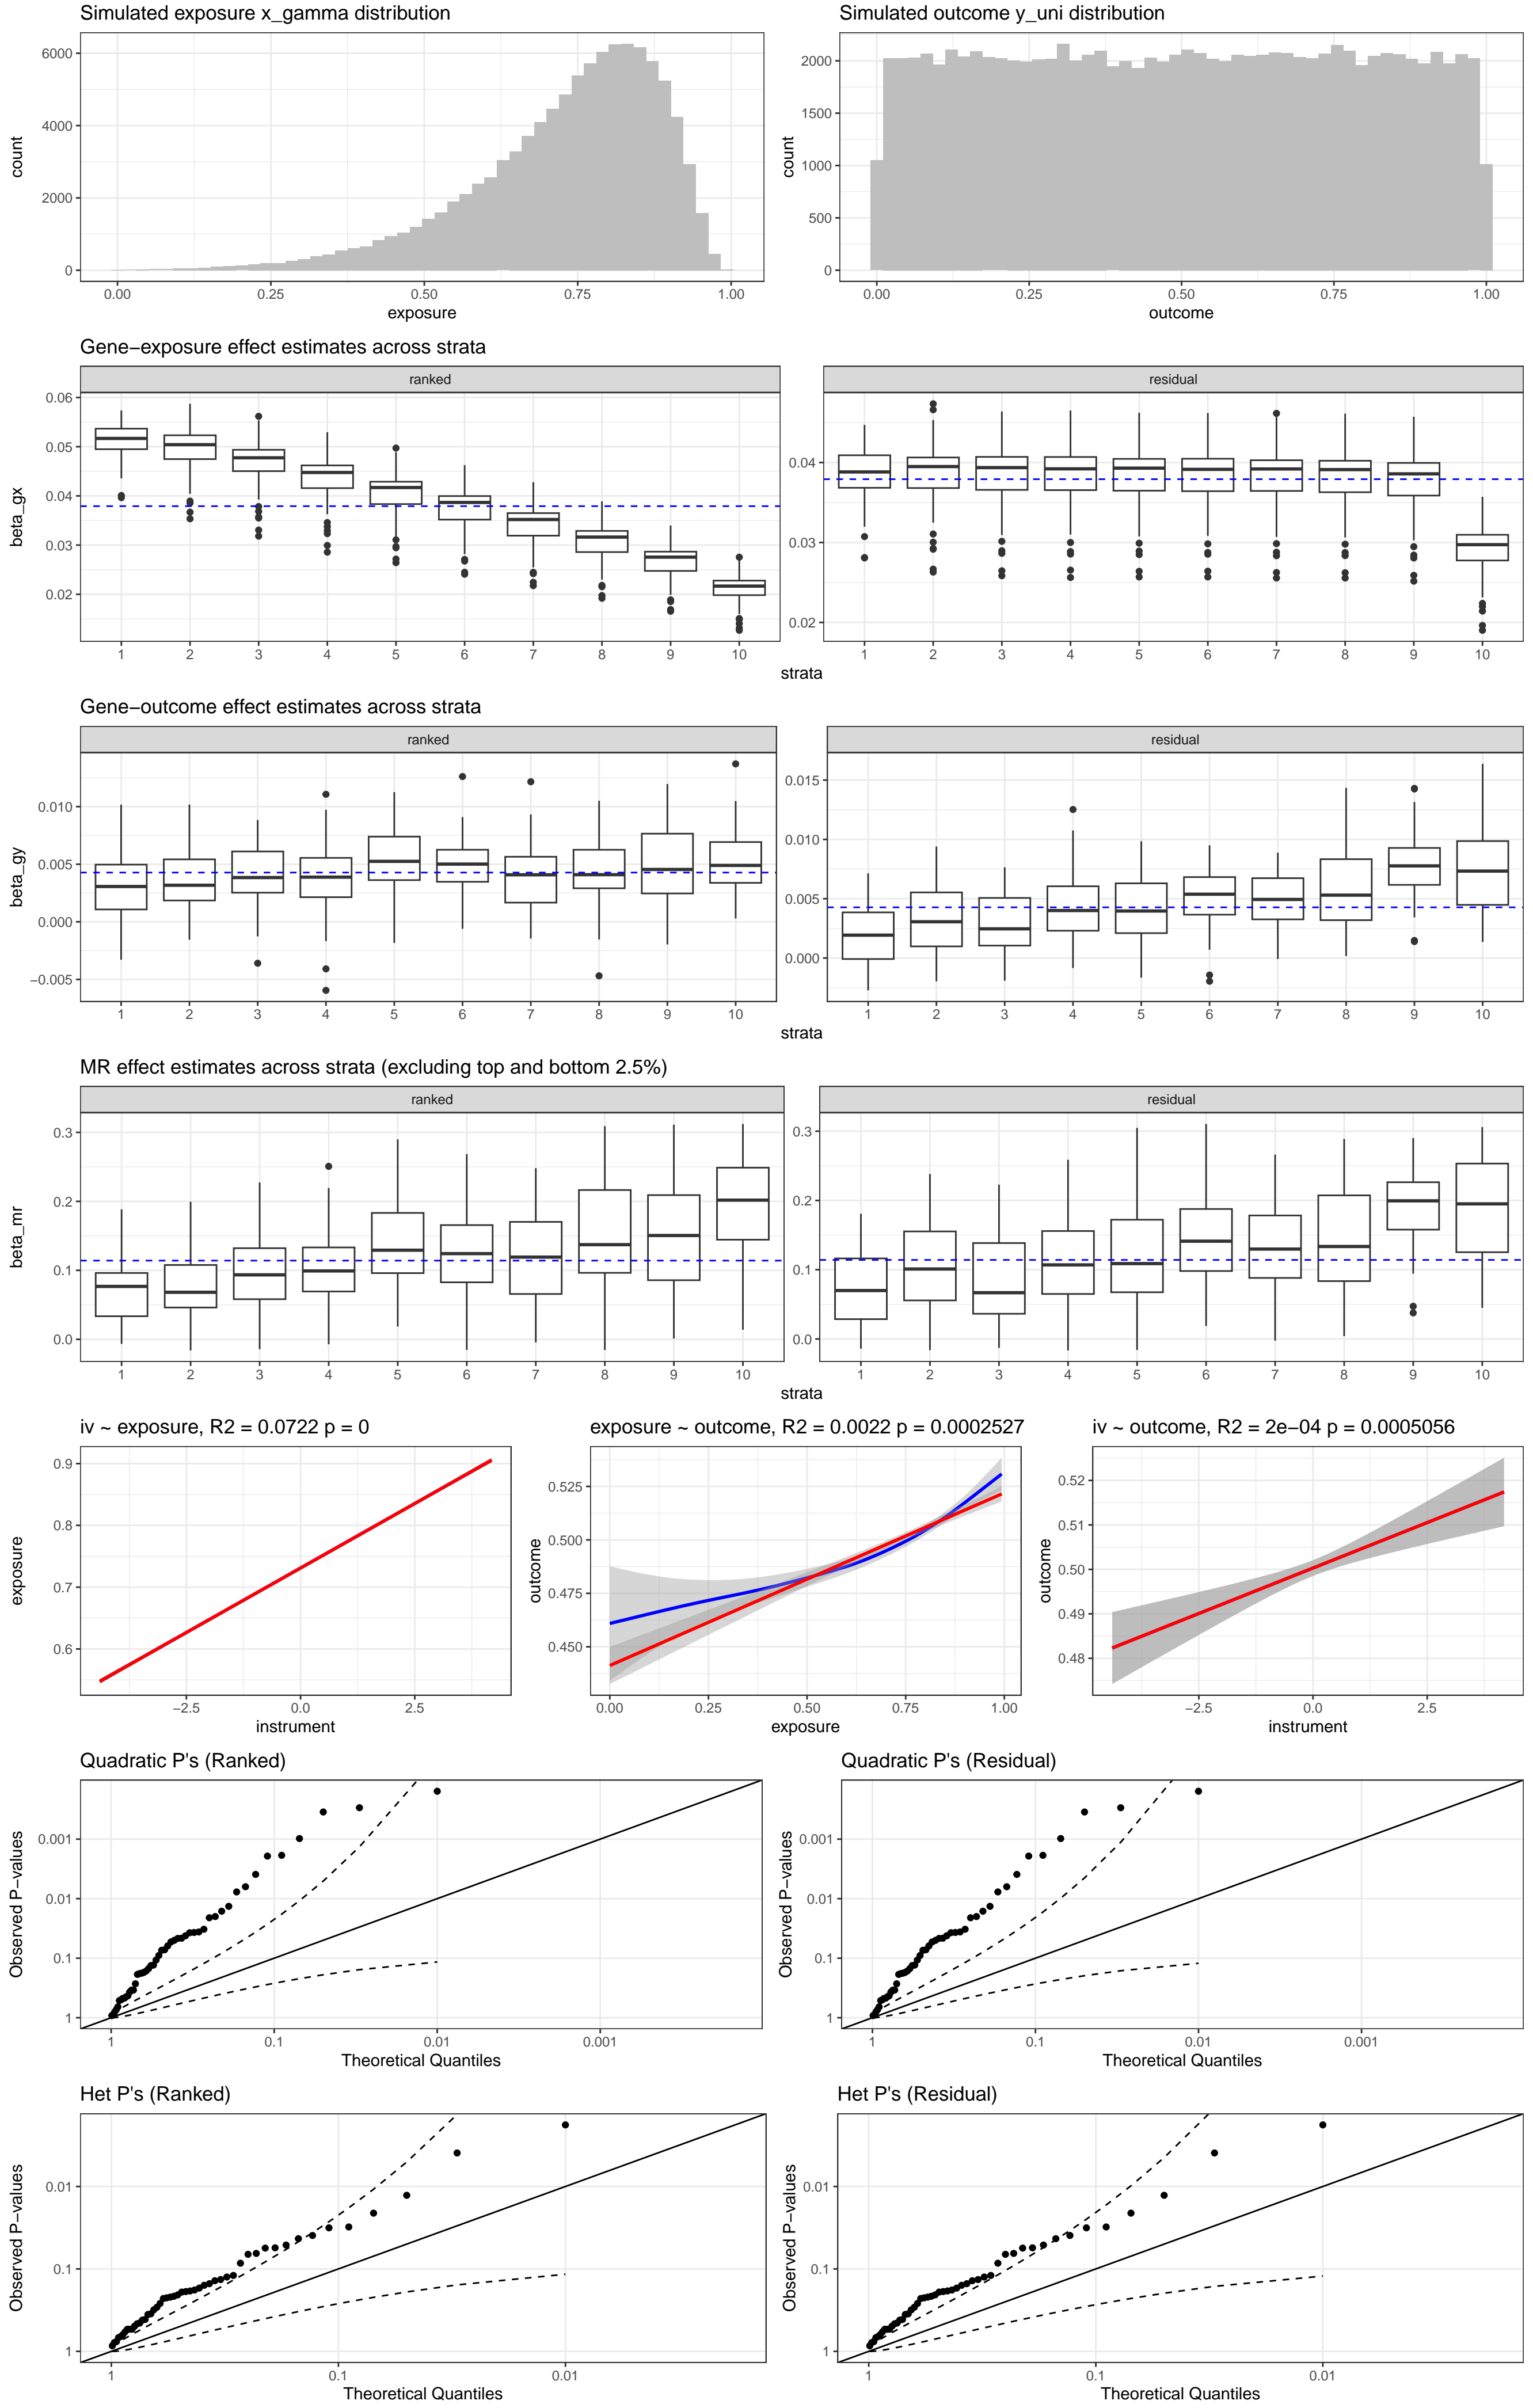 Simulated exposure x_gamma distribution
count
6000
4000
2000
0
0.00 0.25 0.50 0.75 1.00
exposure
Simulated outcome y_uni distribution
count
2000
1500
1000
500
0
0.00 0.25 0.50 0.75 1.00
outcome
Gene−exposure effect estimates across strata
beta_gx
ranked
0.06
0.05
0.04
0.03
0.02
1 2 3 4 5 6 7 8 9 10
residual
0.04
0.03
0.02
1 2 3 4 5 6 7 8 9 10
strata
Gene−outcome effect estimates across strata
beta_gy
ranked
0.010
0.005
0.000
−0.005
1 2 3 4 5 6 7 8 9 10
residual
0.015
0.010
0.005
0.000
1 2 3 4 5 6 7 8 9 10
strata
MR effect estimates across strata (excluding top and bottom 2.5%)
beta_mr
ranked
0.3
0.2
0.1
0.0
1 2 3 4 5 6 7 8 9 10
residual
0.3
0.2
0.1
0.0
1 2 3 4 5 6 7 8 9 10
strata
iv ~ exposure, R2 = 0.0722 p = 0
exposure
0.9
0.8
0.7
0.6
−2.5 0.0 2.5
instrument
exposure ~ outcome, R2 = 0.0022 p = 0.0002527
outcome
0.525
0.500
0.475
0.450
0.00 0.25 0.50 0.75 1.00
exposure
iv ~ outcome, R2 = 2e−04 p = 0.0005056
outcome
0.52
0.51
0.50
0.49
0.48
−2.5 0.0 2.5
instrument
Quadratic P's (Ranked)
Observed P−values
0.001
0.01
0.1
1
1 0.1 0.01 0.001
Theoretical Quantiles
Quadratic P's (Residual)
Observed P−values
0.001
0.01
0.1
1
1 0.1 0.01 0.001
Theoretical Quantiles
Het P's (Ranked)
Observed P−values
0.01
0.1
1
1 0.1 0.01
Theoretical Quantiles
Het P's (Residual)
Observed P−values
0.01
0.1
1
1 0.1 0.01
Theoretical Quantiles